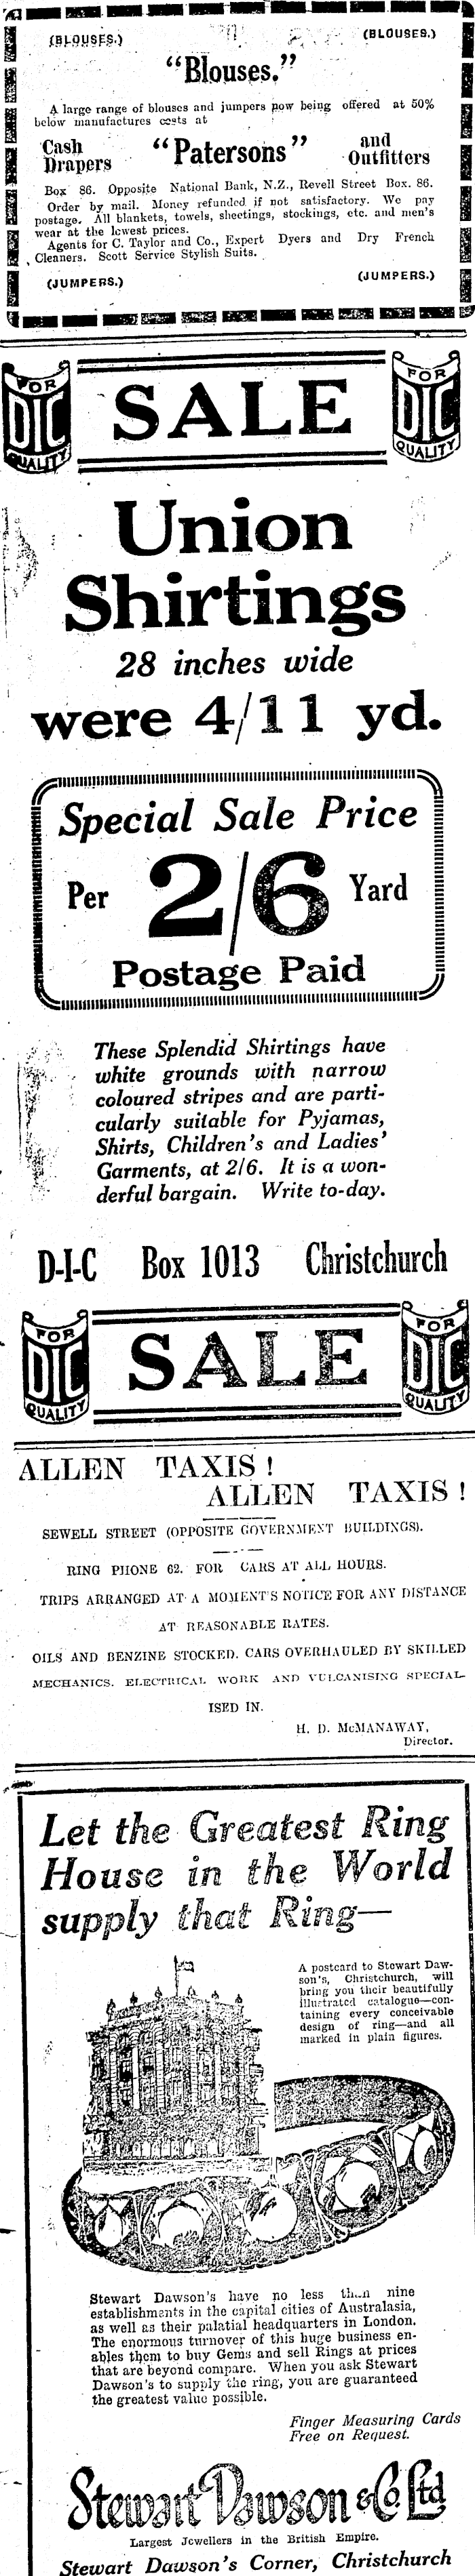 (BLOUSES.) (BLOUSES.)
"Blouses."
A large range of blouses and jumpers now being offered at 50%
below manufactures costs at
Cash Drapers "Patersons" and Outfitters
Box 86. Opposite National Bank, N.Z., Revell Street Box. 86.
Order by mail. Money refunded if not satisfactory. We pay
postage. All blankets, towels, sheetings, stockings, etc. and men's
wear at the lowest prices.
Agents for C. Taylor and Co., Expert Dyers and Dry French
Cleaners. Scott Service Stylish Suits.
(JUMPERS.) (JUMPERS.)
FOR DIC QUALITY SALE FOR DIC QUALITY
Union
Shirtings
28 inches wide
were 4/11 yd.
Special Sale Price
Per 2/6 Yard
Postage Paid
These Splendid Shirtings have
white grounds with narrow
coloured stripes and are parti-
cularly suitable for Pyjamas,
Shirts, Children's and Ladies'
Garments, at 2/6. It is a won-
derful bargain. Write to-day.
D-I-C Box 1013 Christchurch
FOR DIC QUALITY SALE FOR DIC QUALITY
ALLEN TAXIS!
ALLEN TAXIS!
SEWELL STREET (OPPOSITE GOVERNMENT BUILDINGS).
RING PHONE 62. FOR CARS AT ALL HOURS.
TRIPS ARRANGED AT A MOMENT'S NOTICE FOR ANY DISTANCE
AT REASONABLE RATES.
OILS AND BENZINE STOCKED. CARS OVERHAULED BY SKILLED
MECHANICS. ELECTRICAL WORK AND VULCANISING SPECIAL-
ISED IN.
H. D. McMANAWAY,
Director.
Let the Greatest Ring
House in the World
supply that Ring—
A postcard to Stewart Daw-
son's, Christchurch, will
bring you their beautifully
illustrated catalogue—con-
taining every conceivable
design of ring—and all
marked in plain figures.
Stewart Dawson's have no less than nine
establishments in the capital cities of Australasia,
as well as their palatial headquarters in London.
The enormous turnover of this huge business en-
ables them to buy Gems and sell Rings at prices
that are beyond compare. When you ask Stewart
Dawson's to supply the ring, you are guaranteed
the greatest value possible.
Finger Measuring Cards
Free on Request.
Stewart Dawson & Co Ltd
Largest Jewellers in the British Empire.
Stewart Dawson's Corner, Christchurch